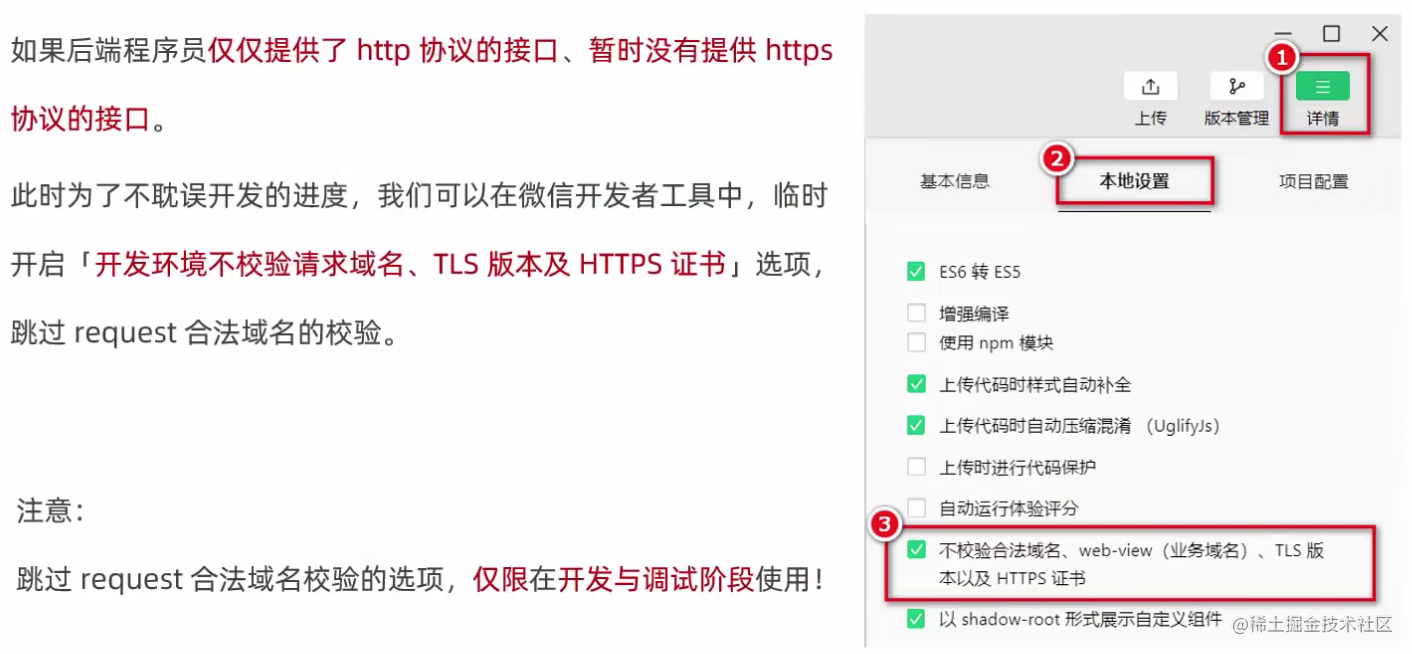 如果后端程序员仅仅提供了 http 协议的接口、暂时没有提供 https
协议的接口。
此时为了不耽误开发的进度，我们可以在微信开发者工具中，临时
开启「开发环境不校验请求域名、TLS 版本及 HTTPS 证书」选项，
跳过 request 合法域名的校验。
注意：
跳过 request 合法域名校验的选项，仅限在开发与调试阶段使用！
1
上传 版本管理 详情
2
基本信息 本地设置 项目配置
ES6 转 ES5
增强编译
使用 npm 模块
上传代码时样式自动补全
上传代码时自动压缩混淆 （UglifyJs）
上传时进行代码保护
自动运行体验评分
3
不校验合法域名、web-view（业务域名）、TLS 版
本以及 HTTPS 证书
以 shadow-root 形式展示自定义组件
@稀土掘金技术社区